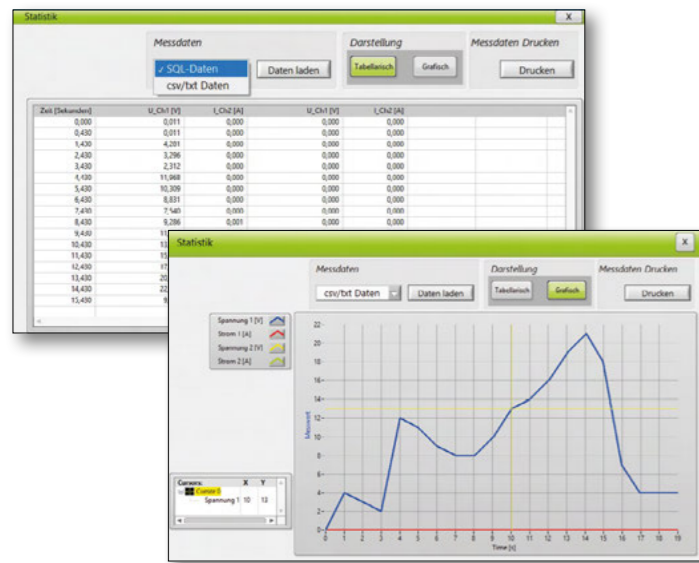 Statistik X
Messdaten Darstellung Messdaten Drucken
✓ SQL-Daten Daten laden Tabellarisch Grafisch Drucken
csv/txt Daten
Zeit [Sekunden] U_Ch1 [V] I_Ch2 [A] U_Ch1 [V] I_Ch2 [A]
0,000 0,011 0,000 0,000 0,000
0,430 0,011 0,000 0,000 0,000
1,430 4,201 0,000 0,000 0,000
2,430 3,296 0,000 0,000 0,000
3,430 2,312 0,000 0,000 0,000
4,430 11,968 0,000 0,000 0,000
5,430 10,309 0,000 0,000 0,000
6,430 8,831 0,000 0,000 0,000
7,430 7,540 0,000 0,000 0,000
8,430 9,286 0,001 0,000 0,000
9,430
10,430
11,430
12,430
13,430
14,430
15,430
Statistik X
Messdaten Darstellung Messdaten Drucken
csv/txt Daten Daten laden Tabellarisch Grafisch Drucken
Spannung 1 [V]
Strom 1 [A]
Spannung 2 [V]
Strom 2 [A]
22
20
18
16
14
12
10
8
6
4
2
0
Messwert
0 1 2 3 4 5 6 7 8 9 10 11 12 13 14 15 16 17 18 19
Time [s]
Cursors: X Y
Cursor 0
Spannung 1 10 13